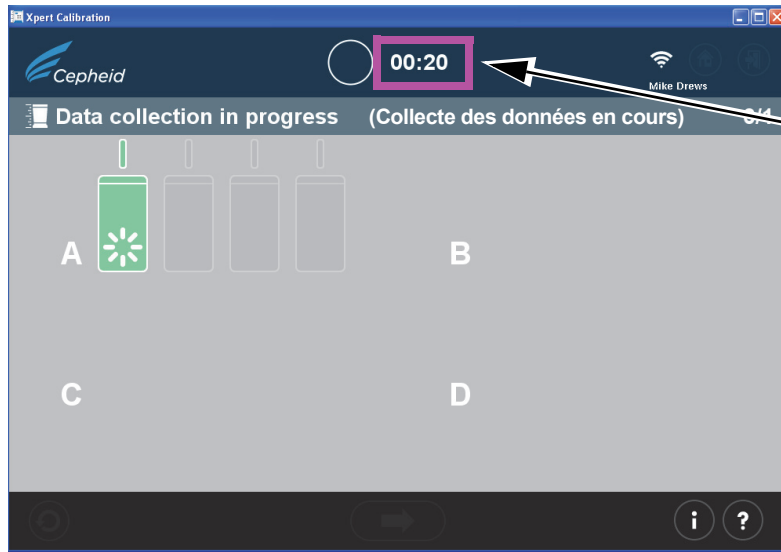 Xpert Calibration
Cepheid
00:20
Mike Drews
Data collection in progress (Collecte des données en cours)
A
B
C
D
i ?